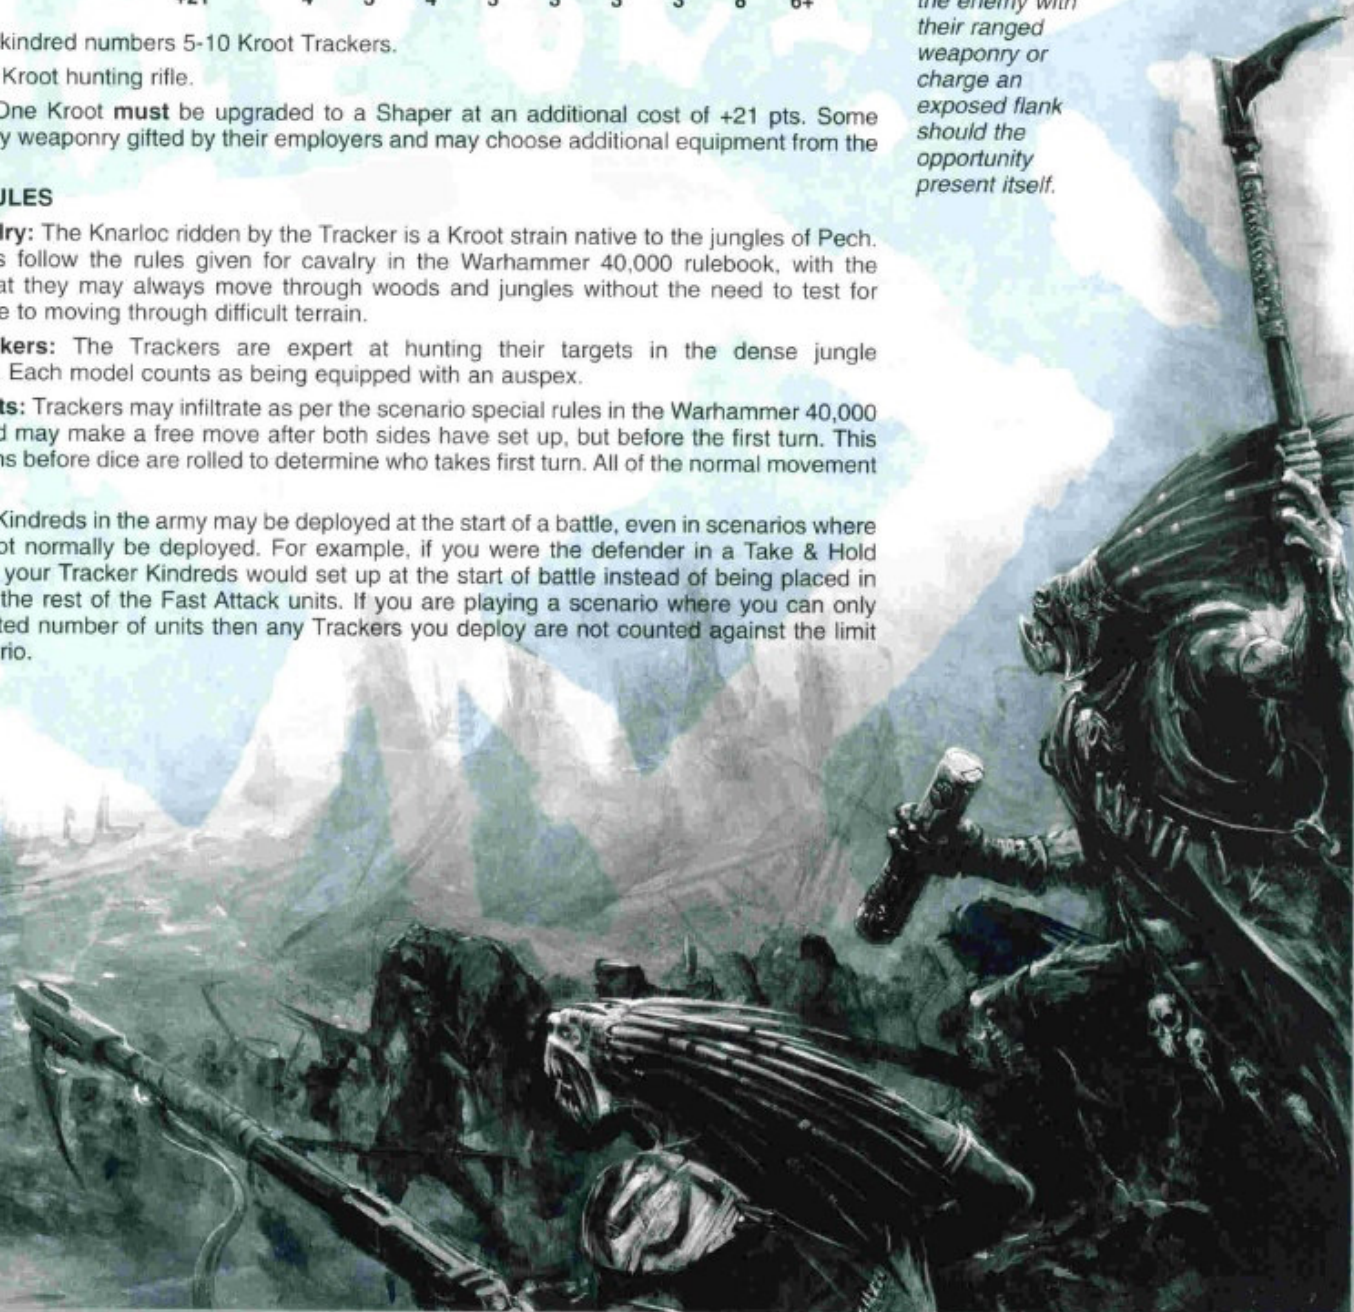 kindred numbers 5-10 Kroot Trackers.
Kroot hunting rifle.
One Kroot must be upgraded to a Shaper at an additional cost of +21 pts. Some
y weaponry gifted by their employers and may choose additional equipment from the
ULES
lry: The Knarloc ridden by the Tracker is a Kroot strain native to the jungles of Pech.
s follow the rules given for cavalry in the Warhammer 40,000 rulebook, with the
at they may always move through woods and jungles without the need to test for
e to moving through difficult terrain.
kers: The Trackers are expert at hunting their targets in the dense jungle
. Each model counts as being equipped with an auspex.
ts: Trackers may infiltrate as per the scenario special rules in the Warhammer 40,000
d may make a free move after both sides have set up, but before the first turn. This
ns before dice are rolled to determine who takes first turn. All of the normal movement
Kindreds in the army may be deployed at the start of a battle, even in scenarios where
ot normally be deployed. For example, if you were the defender in a Take & Hold
your Tracker Kindreds would set up at the start of battle instead of being placed in
the rest of the Fast Attack units. If you are playing a scenario where you can only
ted number of units then any Trackers you deploy are not counted against the limit
rio.
the enemy with
their ranged
weaponry or
charge an
exposed flank
should the
opportunity
present itself.